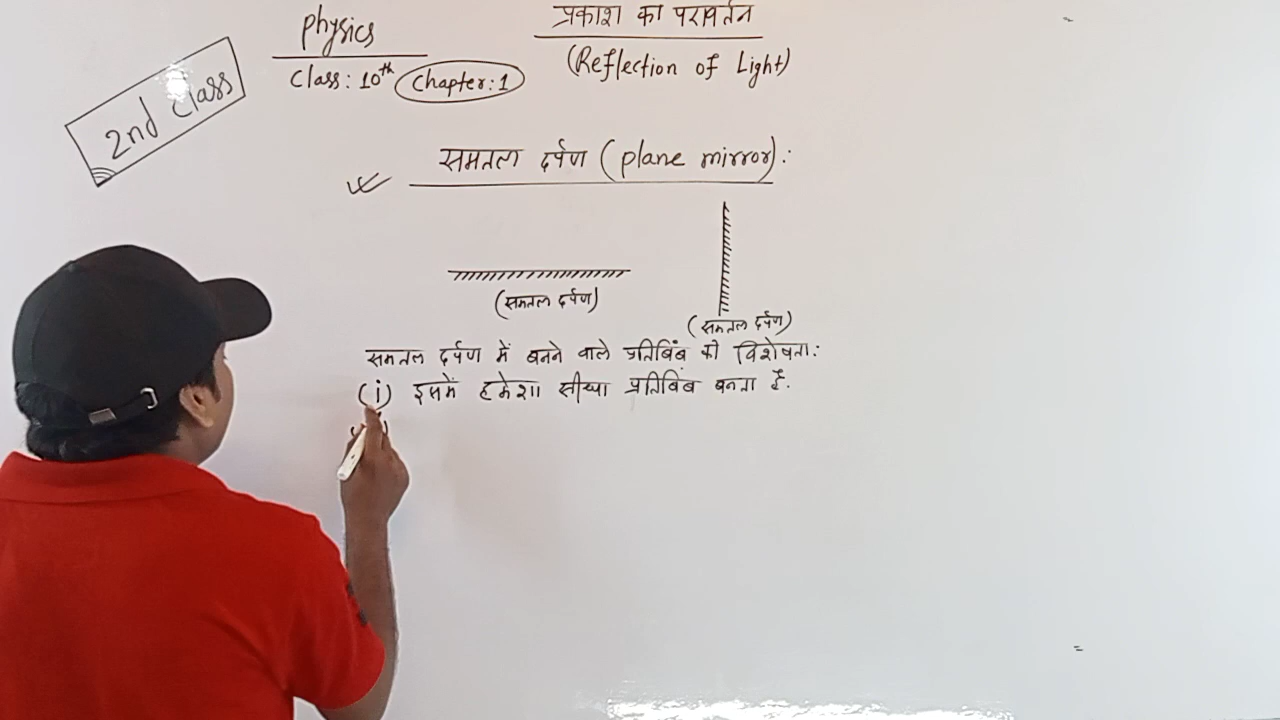 physics
प्रकाश का परावर्तन
Class: 10th Chapter: 1
(Reflection of Light)
2nd Class
समतल दर्पण (plane mirror):
(समतल दर्पण)
(समतल दर्पण)
समतल दर्पण में बनने वाले प्रतिबिंब की विशेषता:
(i) इसमें हमेशा सीधा प्रतिबिंब बनता है.